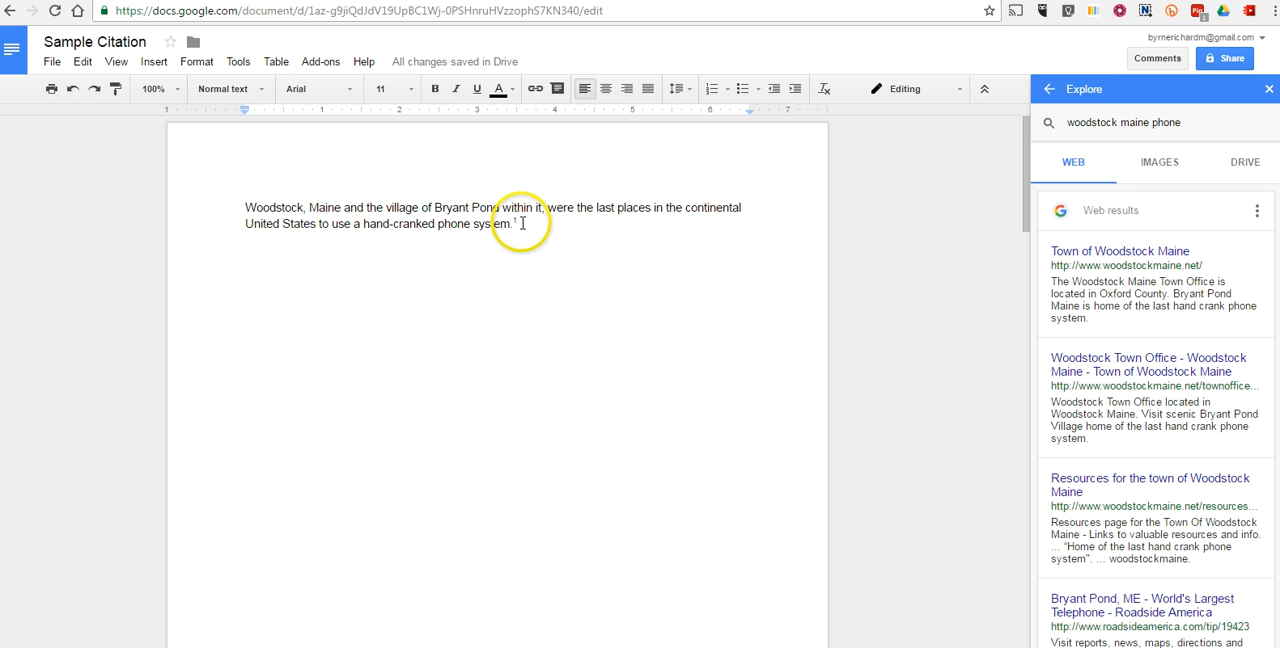 https://docs.google.com/document/d/1az-g9jiQdJdV19UpBC1Wj-0PSHnruHVzzophS7KN340/edit
Sample Citation
byrnerichardm@gmail.com
File Edit View Insert Format Tools Table Add-ons Help All changes saved in Drive
Comments Share
100% Normal text Arial 11 B I U A Editing
Explore
1 1 2 3 4 5 6 7
woodstock maine phone
WEB IMAGES DRIVE
Woodstock, Maine and the village of Bryant Pond within it, were the last places in the continental
United States to use a hand-cranked phone system.1
Web results
Town of Woodstock Maine
http://www.woodstockmaine.net/
The Woodstock Maine Town Office is
located in Oxford County. Bryant Pond
Maine is home of the last hand crank phone
system.
Woodstock Town Office - Woodstock
Maine - Town of Woodstock Maine
http://www.woodstockmaine.net/townoffice...
Woodstock Town Office located in
Woodstock Maine. Visit scenic Bryant Pond
Village home of the last hand crank phone
system.
Resources for the town of Woodstock
Maine
http://www.woodstockmaine.net/resources...
Resources page for the Town Of Woodstock
Maine - Links to valuable resources and info.
... "Home of the last hand crank phone
system". ... woodstockmaine.
Bryant Pond, ME - World's Largest
Telephone - Roadside America
http://www.roadsideamerica.com/tip/19423
Visit reports, news, maps, directions and